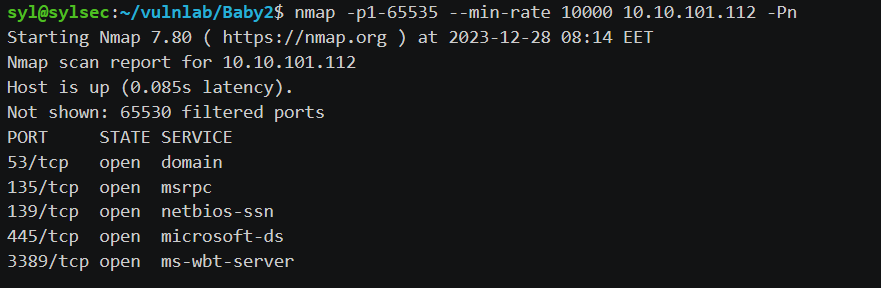 syl@sylsec:~/vulnlab/Baby2$ nmap -p1-65535 --min-rate 10000 10.10.101.112 -Pn
Starting Nmap 7.80 ( https://nmap.org ) at 2023-12-28 08:14 EET
Nmap scan report for 10.10.101.112
Host is up (0.085s latency).
Not shown: 65530 filtered ports
PORT     STATE SERVICE
53/tcp   open  domain
135/tcp  open  msrpc
139/tcp  open  netbios-ssn
445/tcp  open  microsoft-ds
3389/tcp open  ms-wbt-server